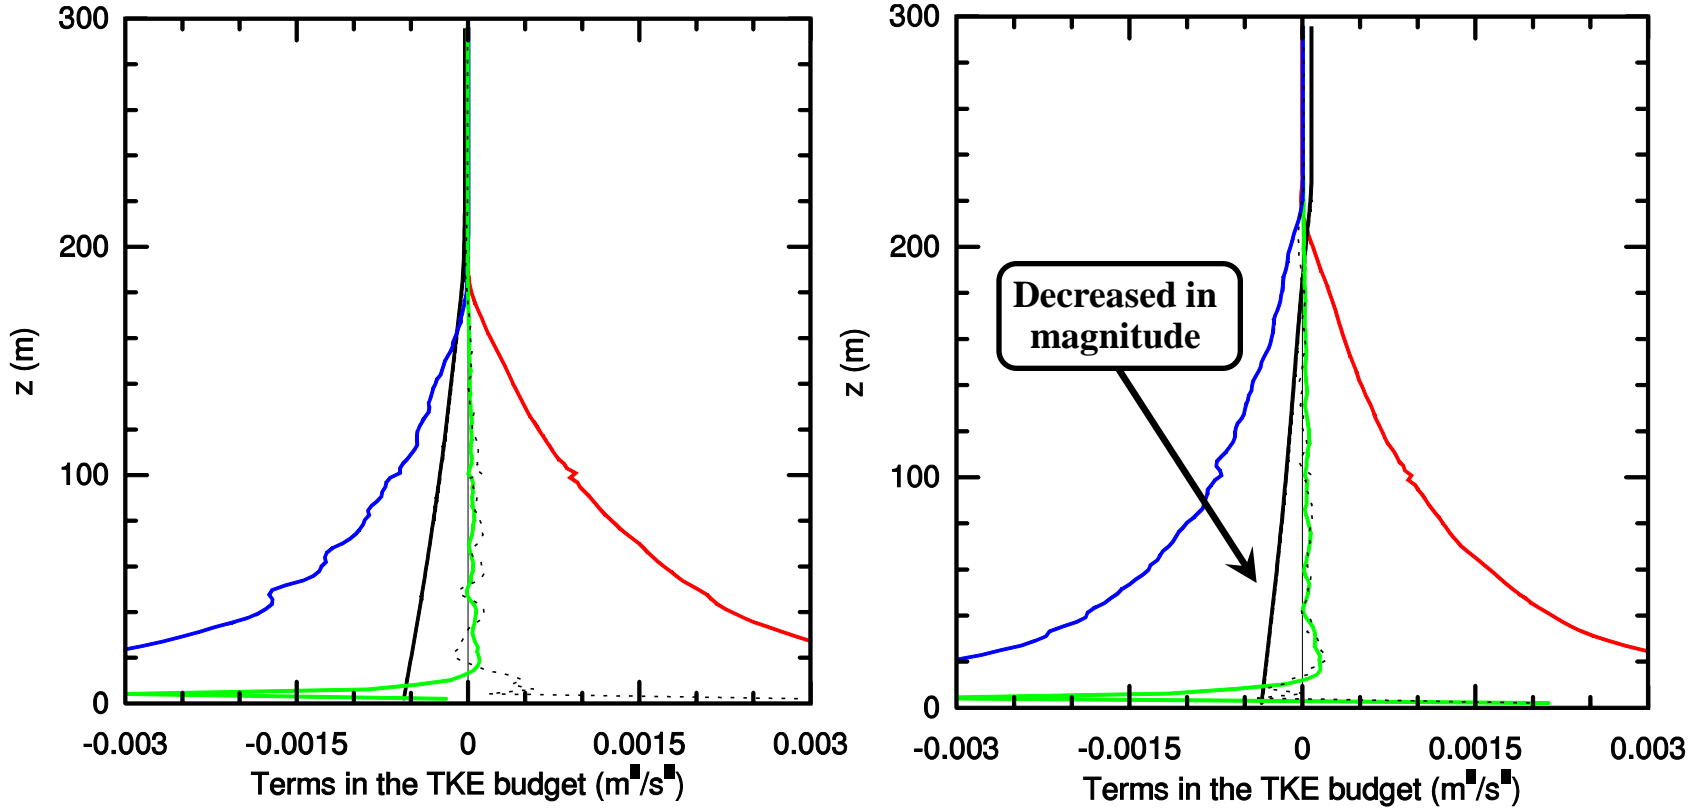 300
200
100
0
z (m)
-0.003 -0.0015 0 0.0015 0.003
Terms in the TKE budget (m■/s■)
300
200
100
0
z (m)
Decreased in
magnitude
-0.003 -0.0015 0 0.0015 0.003
Terms in the TKE budget (m■/s■)